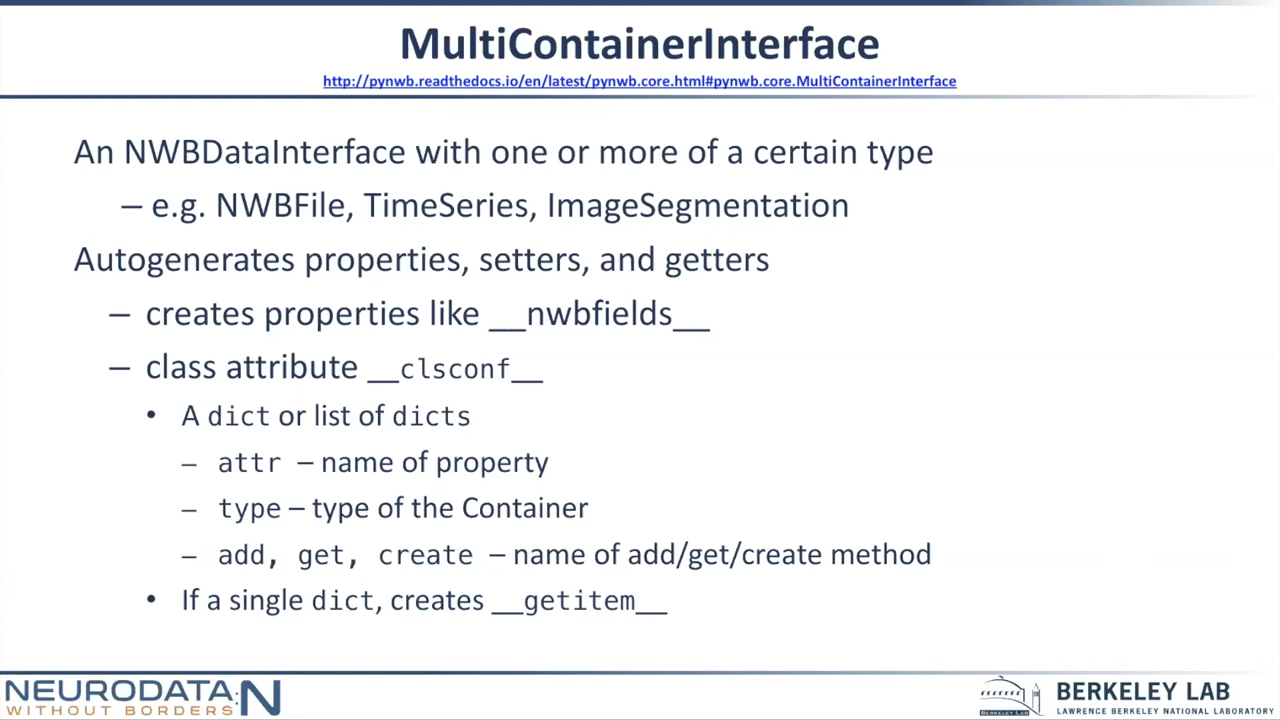 MultiContainerInterface
http://pynwb.readthedocs.io/en/latest/pynwb.core.html#pynwb.core.MultiContainerInterface
An NWBDataInterface with one or more of a certain type
– e.g. NWBFile, TimeSeries, ImageSegmentation
Autogenerates properties, setters, and getters
– creates properties like __nwbfields__
– class attribute __clsconf__
• A dict or list of dicts
– attr – name of property
– type – type of the Container
– add, get, create – name of add/get/create method
• If a single dict, creates __getitem__
NEURODATA N
WITHOUT BORDERS
BERKELEY LAB
BERKELEY LAB
LAWRENCE BERKELEY NATIONAL LABORATORY